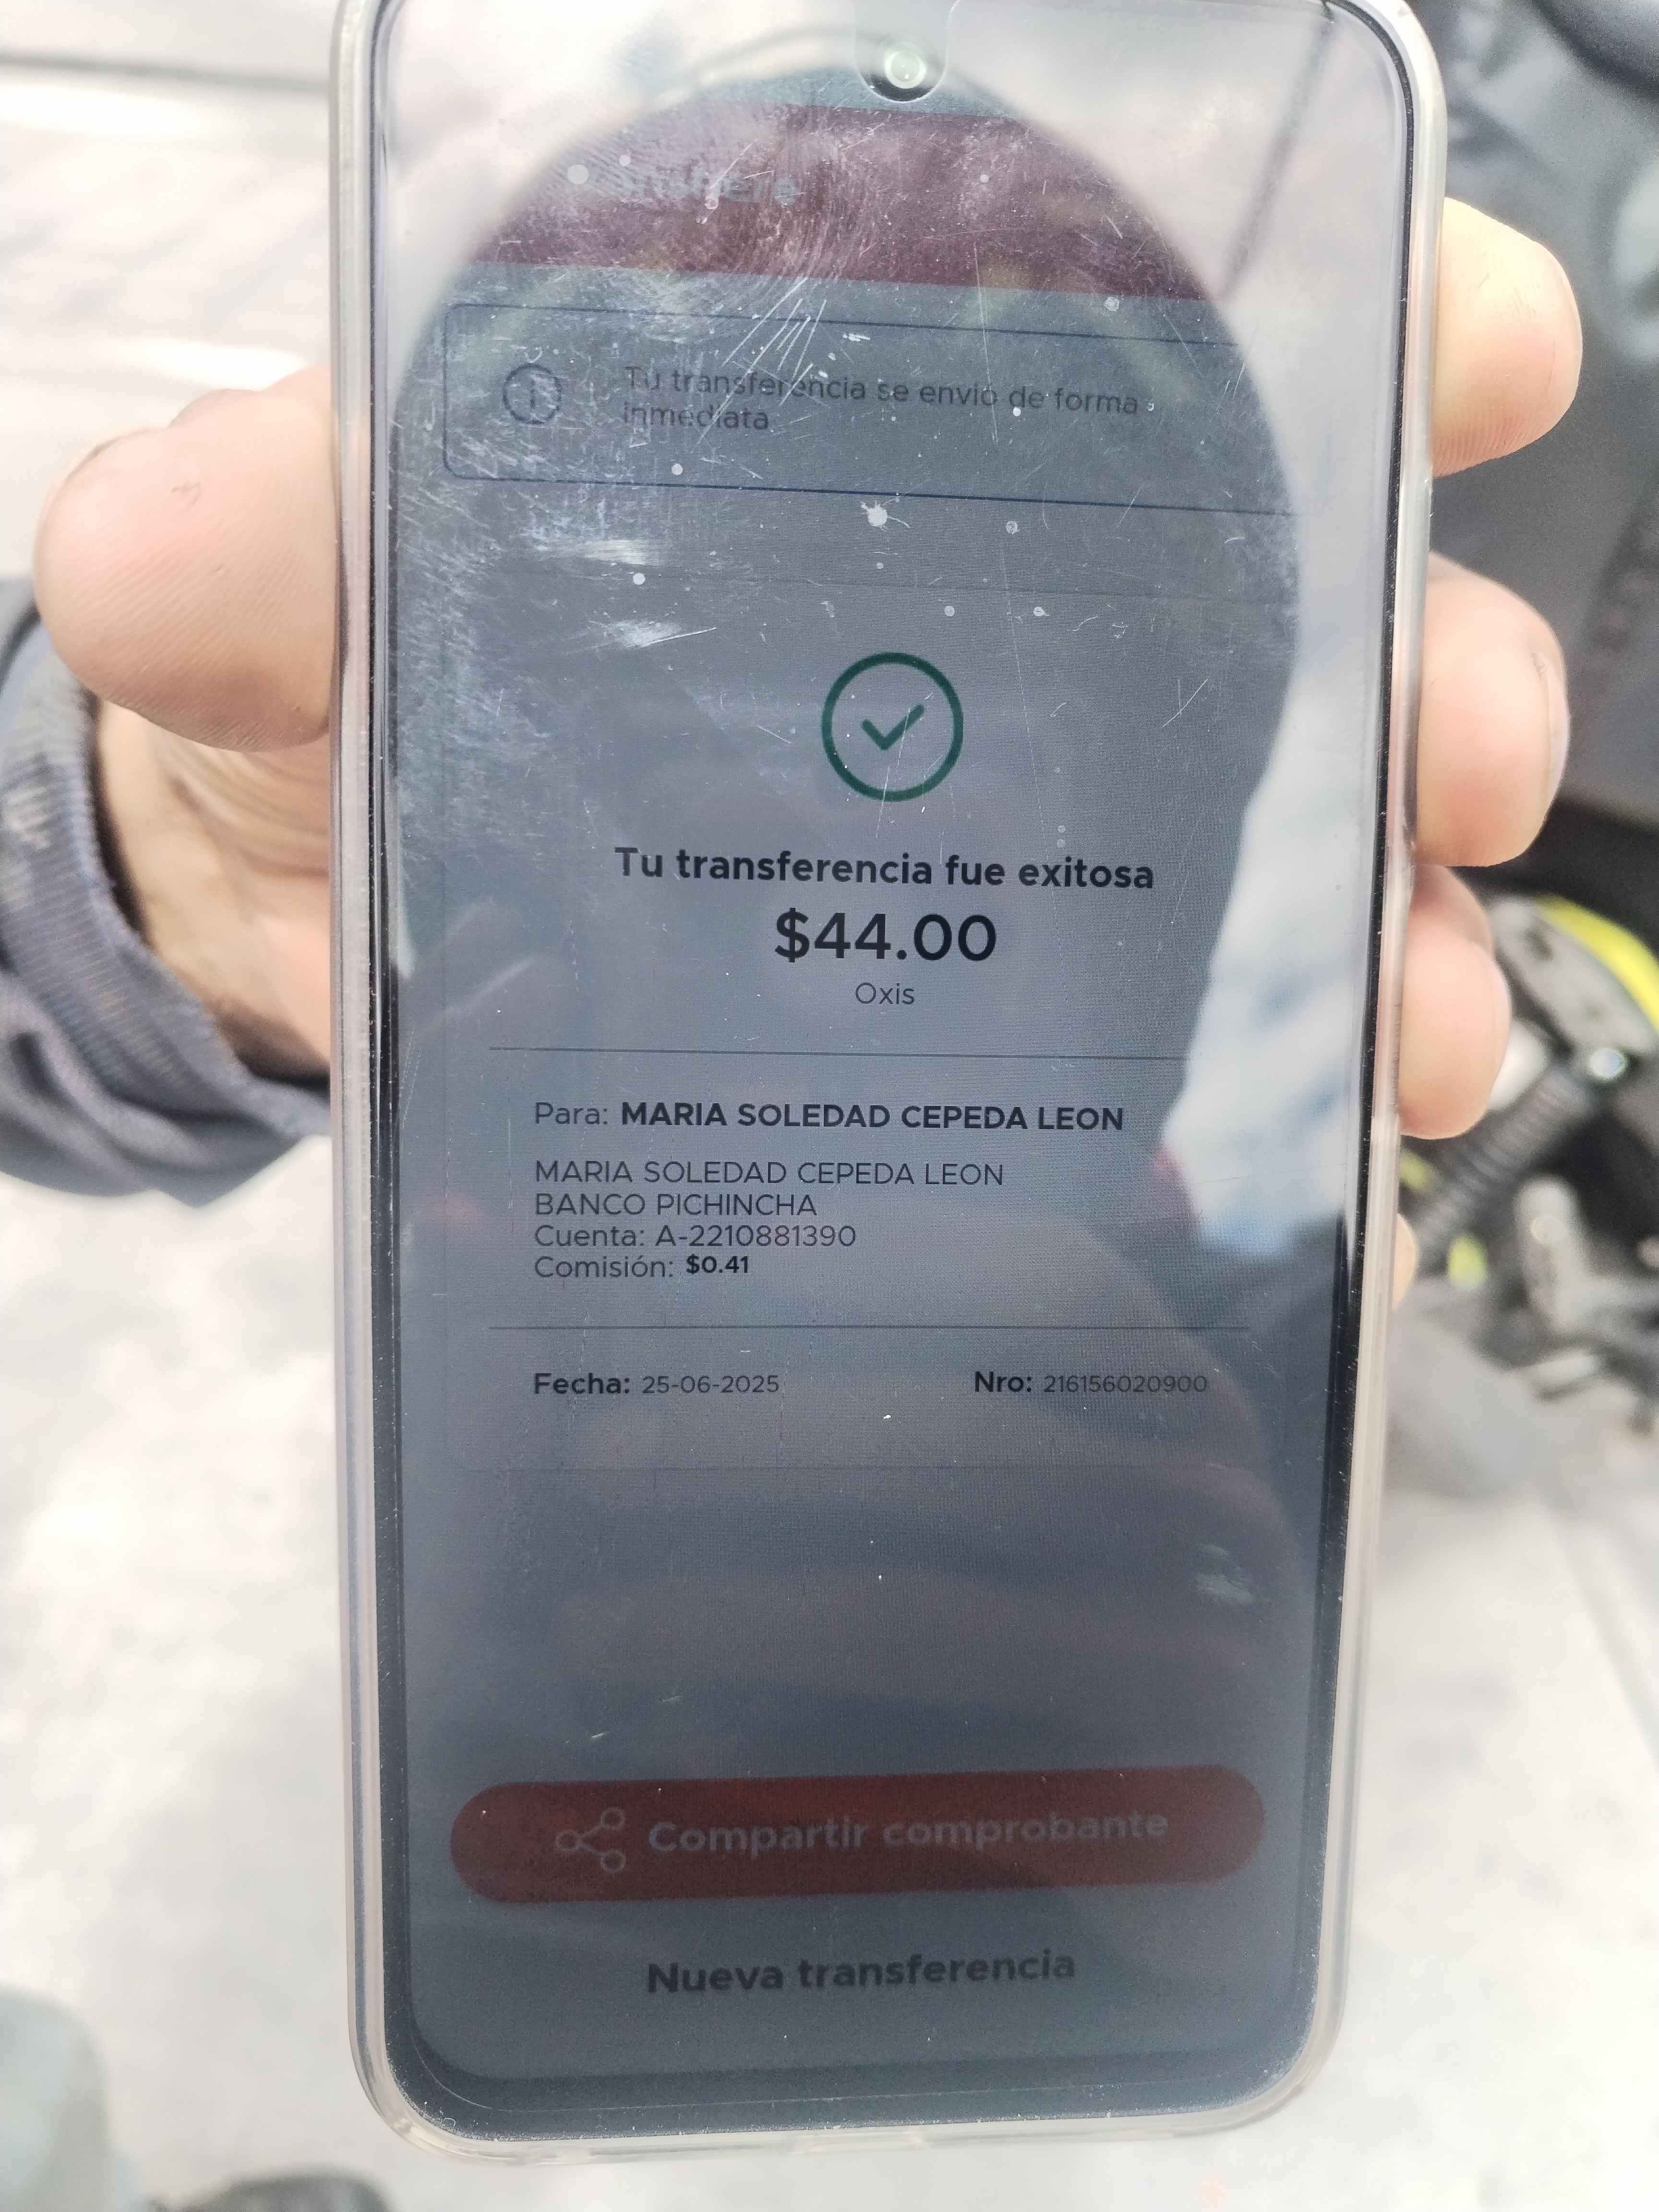 Tu transferencia se envió de forma
inmediata
Tu transferencia fue exitosa
$44.00
Oxis
Para: MARIA SOLEDAD CEPEDA LEON
MARIA SOLEDAD CEPEDA LEON
BANCO PICHINCHA
Cuenta: A-2210881390
Comisión: $0.41
Fecha: 25-06-2025 Nro: 216156020900
Compartir comprobante
Nueva transferencia